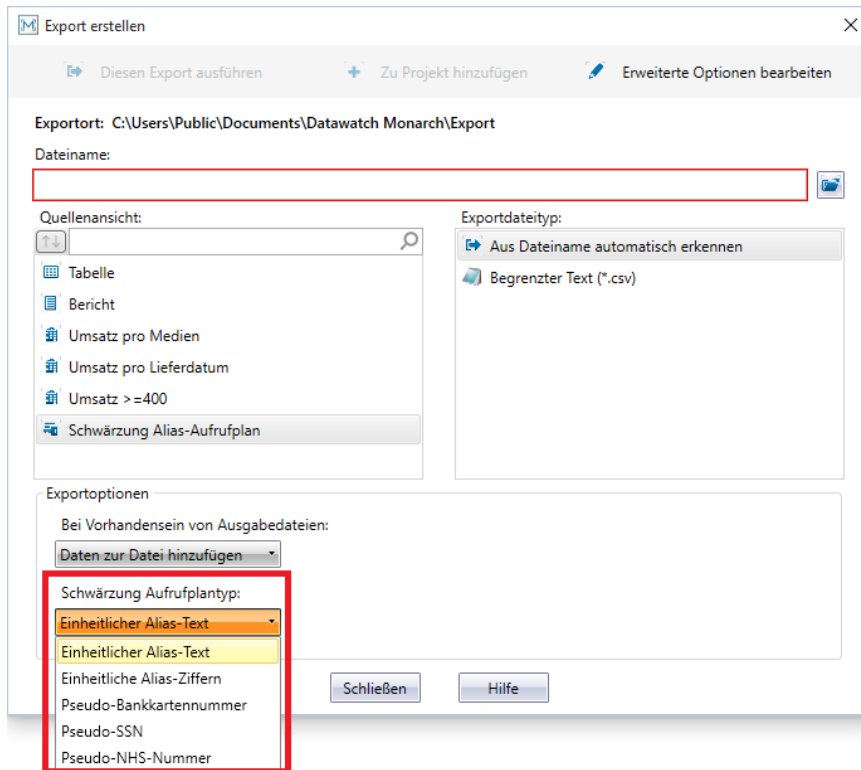 Export erstellen
Diesen Export ausführen
Zu Projekt hinzufügen
Erweiterte Optionen bearbeiten
Exportort: C:\Users\Public\Documents\Datawatch Monarch\Export
Dateiname:
Quellenansicht:
Tabelle
Bericht
Umsatz pro Medien
Umsatz pro Lieferdatum
Umsatz >=400
Schwärzung Alias-Aufrufplan
Exportdateityp:
Aus Dateiname automatisch erkennen
Begrenzter Text (*.csv)
Exportoptionen
Bei Vorhandensein von Ausgabedateien:
Daten zur Datei hinzufügen
Schwärzung Aufrufplantyp:
Einheitlicher Alias-Text
Einheitlicher Alias-Text
Einheitliche Alias-Ziffern
Pseudo-Bankkartennummer
Pseudo-SSN
Pseudo-NHS-Nummer
Schließen
Hilfe